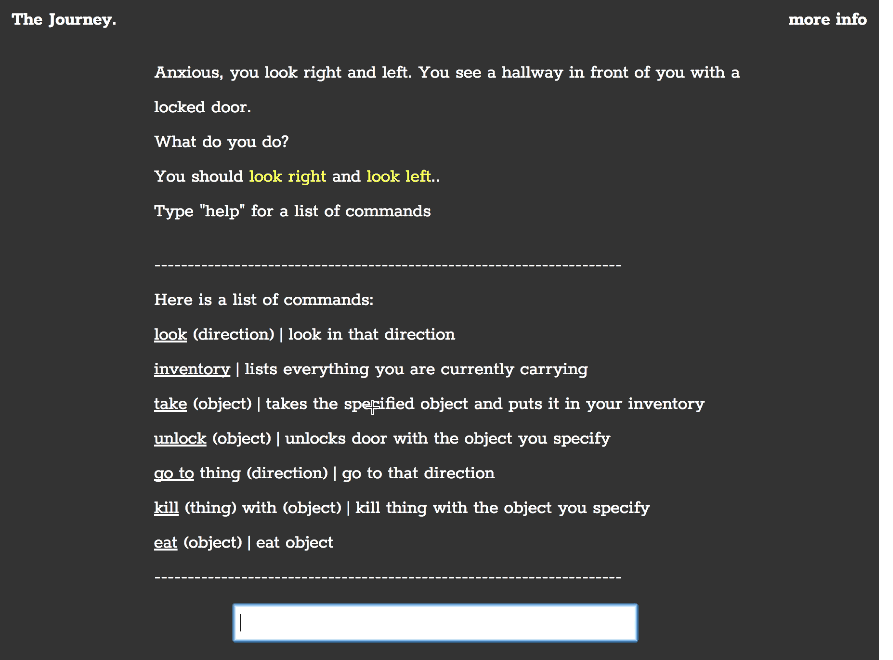 The Journey.
more info
Anxious, you look right and left. You see a hallway in front of you with a
locked door.
What do you do?
You should look right and look left..
Type "help" for a list of commands
----------------------------------------------------------------------
Here is a list of commands:
look (direction) | look in that direction
inventory | lists everything you are currently carrying
take (object) | takes the specified object and puts it in your inventory
unlock (object) | unlocks door with the object you specify
go to thing (direction) | go to that direction
kill (thing) with (object) | kill thing with the object you specify
eat (object) | eat object
----------------------------------------------------------------------